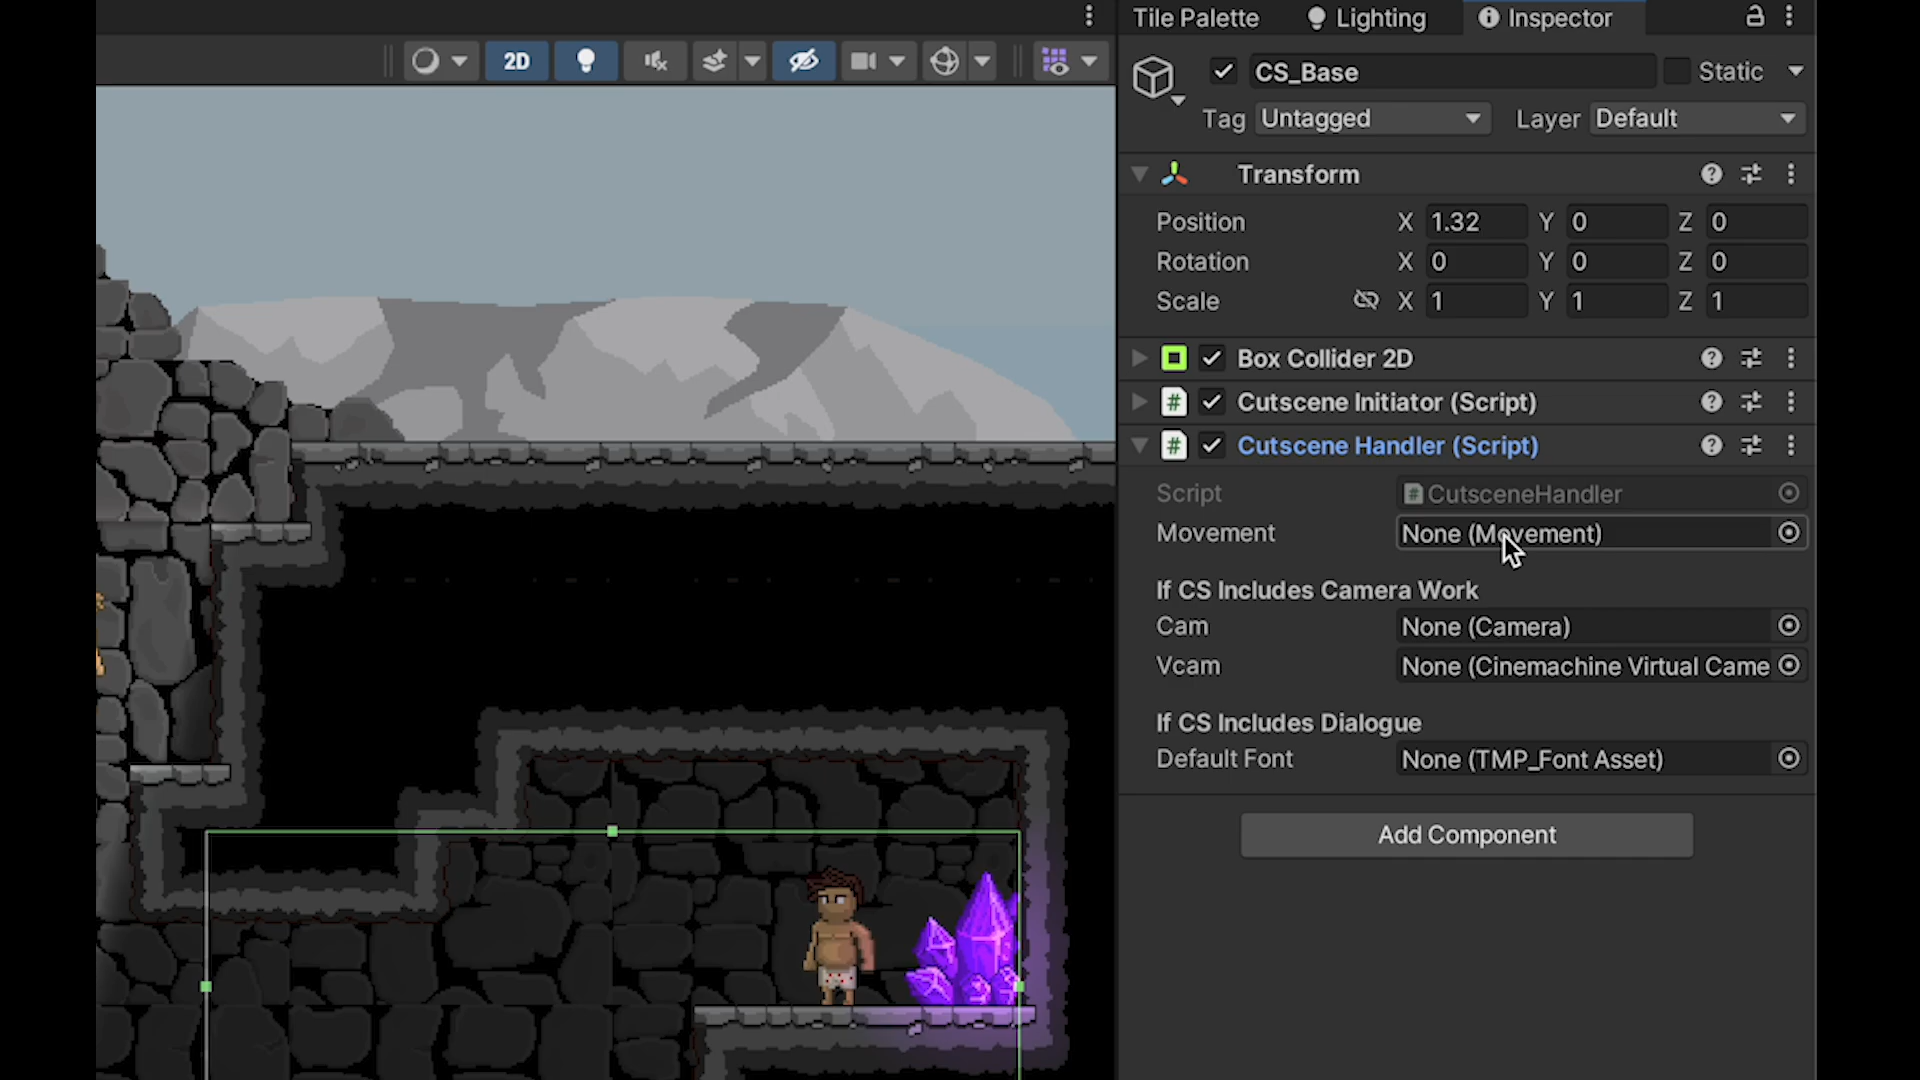 Tile Palette Lighting Inspector
2D
CS_Base Static
Tag Untagged Layer Default
Transform
Position X 1.32 Y 0 Z 0
Rotation X 0 Y 0 Z 0
Scale X 1 Y 1 Z 1
Box Collider 2D
# Cutscene Initiator (Script)
# Cutscene Handler (Script)
Script # CutsceneHandler
Movement None (Movement)
If CS Includes Camera Work
Cam None (Camera)
Vcam None (Cinemachine Virtual Came
If CS Includes Dialogue
Default Font None (TMP_Font Asset)
Add Component